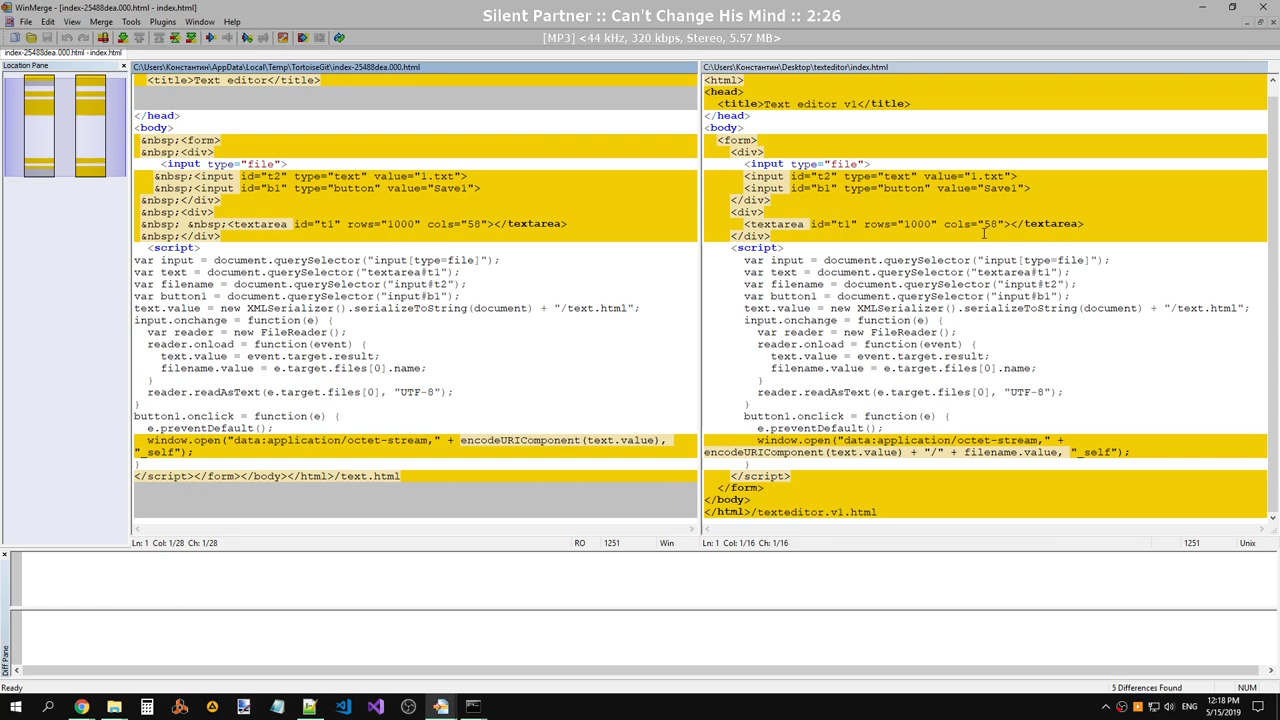 WinMerge - [index-25488dea.000.html - index.html]
Silent Partner :: Can't Change His Mind :: 2:26
File Edit View Merge Tools Plugins Window Help
[MP3] <44 kHz, 320 kbps, Stereo, 5.57 MB>
index-25488dea.000.html - index.html
Location Pane
C:\Users\Константин\AppData\Local\Temp\TortoiseGit\index-25488dea.000.html
<title>Text editor</title>
</head>
<body>
&nbsp;<form>
&nbsp;<div>
<input type="file">
&nbsp;<input id="t2" type="text" value="1.txt">
&nbsp;<input id="b1" type="button" value="Save1">
&nbsp;</div>
&nbsp;<div>
&nbsp; &nbsp;<textarea id="t1" rows="1000" cols="58"></textarea>
&nbsp;</div>
<script>
var input = document.querySelector("input[type=file]");
var text = document.querySelector("textarea#t1");
var filename = document.querySelector("input#t2");
var button1 = document.querySelector("input#b1");
text.value = new XMLSerializer().serializeToString(document) + "/text.html";
input.onchange = function(e) {
var reader = new FileReader();
reader.onload = function(event) {
text.value = event.target.result;
filename.value = e.target.files[0].name;
}
reader.readAsText(e.target.files[0], "UTF-8");
}
button1.onclick = function(e) {
e.preventDefault();
window.open("data:application/octet-stream," + encodeURIComponent(text.value),
"_self");
}
</script></form></body></html>/text.html
Ln: 1 Col: 1/28 Ch: 1/28
RO
1251
Win
C:\Users\Константин\Desktop\texteditor\index.html
<html>
<head>
<title>Text editor v1</title>
</head>
<body>
<form>
<div>
<input type="file">
<input id="t2" type="text" value="1.txt">
<input id="b1" type="button" value="Save1">
</div>
<div>
<textarea id="t1" rows="1000" cols="58"></textarea>
</div>
<script>
var input = document.querySelector("input[type=file]");
var text = document.querySelector("textarea#t1");
var filename = document.querySelector("input#t2");
var button1 = document.querySelector("input#b1");
text.value = new XMLSerializer().serializeToString(document) + "/text.html";
input.onchange = function(e) {
var reader = new FileReader();
reader.onload = function(event) {
text.value = event.target.result;
filename.value = e.target.files[0].name;
}
reader.readAsText(e.target.files[0], "UTF-8");
}
button1.onclick = function(e) {
e.preventDefault();
window.open("data:application/octet-stream," +
encodeURIComponent(text.value) + "/" + filename.value, "_self");
}
</script>
</form>
</body>
</html>/texteditor.v1.html
Ln: 1 Col: 1/16 Ch: 1/16
1251
Unix
Diff Pane
Ready
5 Differences Found
NUM
ENG
12:18 PM
5/15/2019